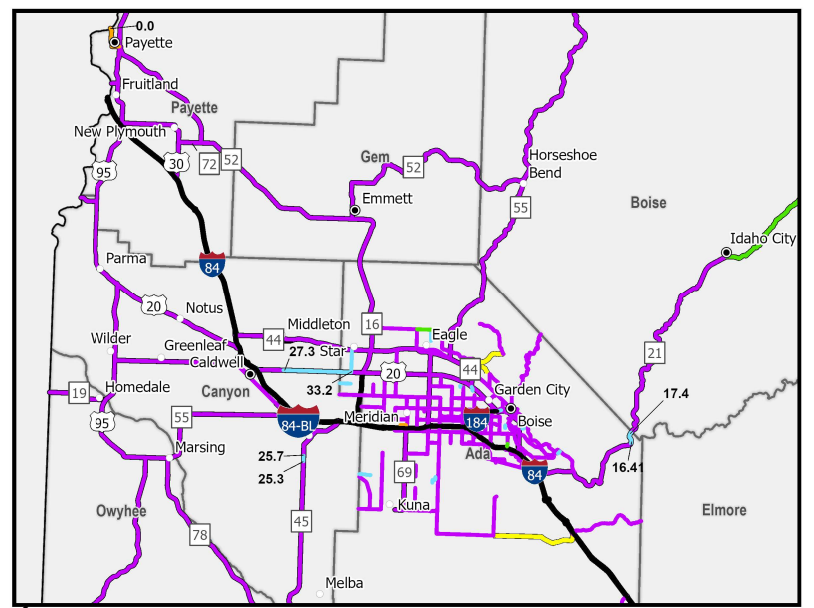 0.0
Payette
Fruitland
Payette
New Plymouth
95
30
72
52
Gem
52
Horseshoe
Bend
Emmett
55
Boise
Idaho City
84
Parma
20
Notus
Wilder
Greenleaf
Caldwell
44
Middleton
27.3
Star
16
Eagle
33.2
20
44
21
Canyon
Garden City
17.4
19
Homedale
95
55
84-BL
Meridian
184
Boise
Marsing
25.7
25.3
69
Ada
84
16.41
Owyhee
78
45
Kuna
Elmore
Melba